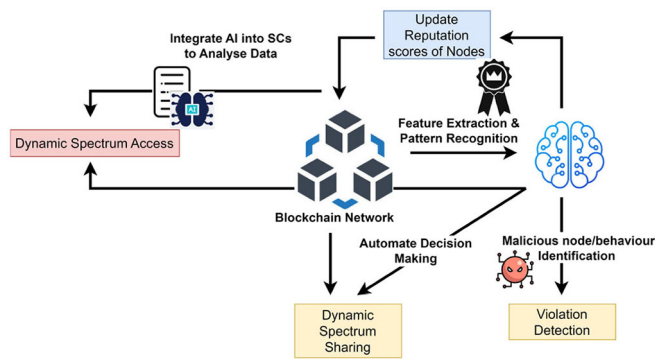 Integrate AI into SCs
to Analyse Data
Update
Reputation
scores of Nodes
AI
Feature Extraction &
Pattern Recognition
Dynamic Spectrum Access
Blockchain Network
Automate Decision
Making
Malicious node/behaviour
Identification
Dynamic
Spectrum
Sharing
Violation
Detection